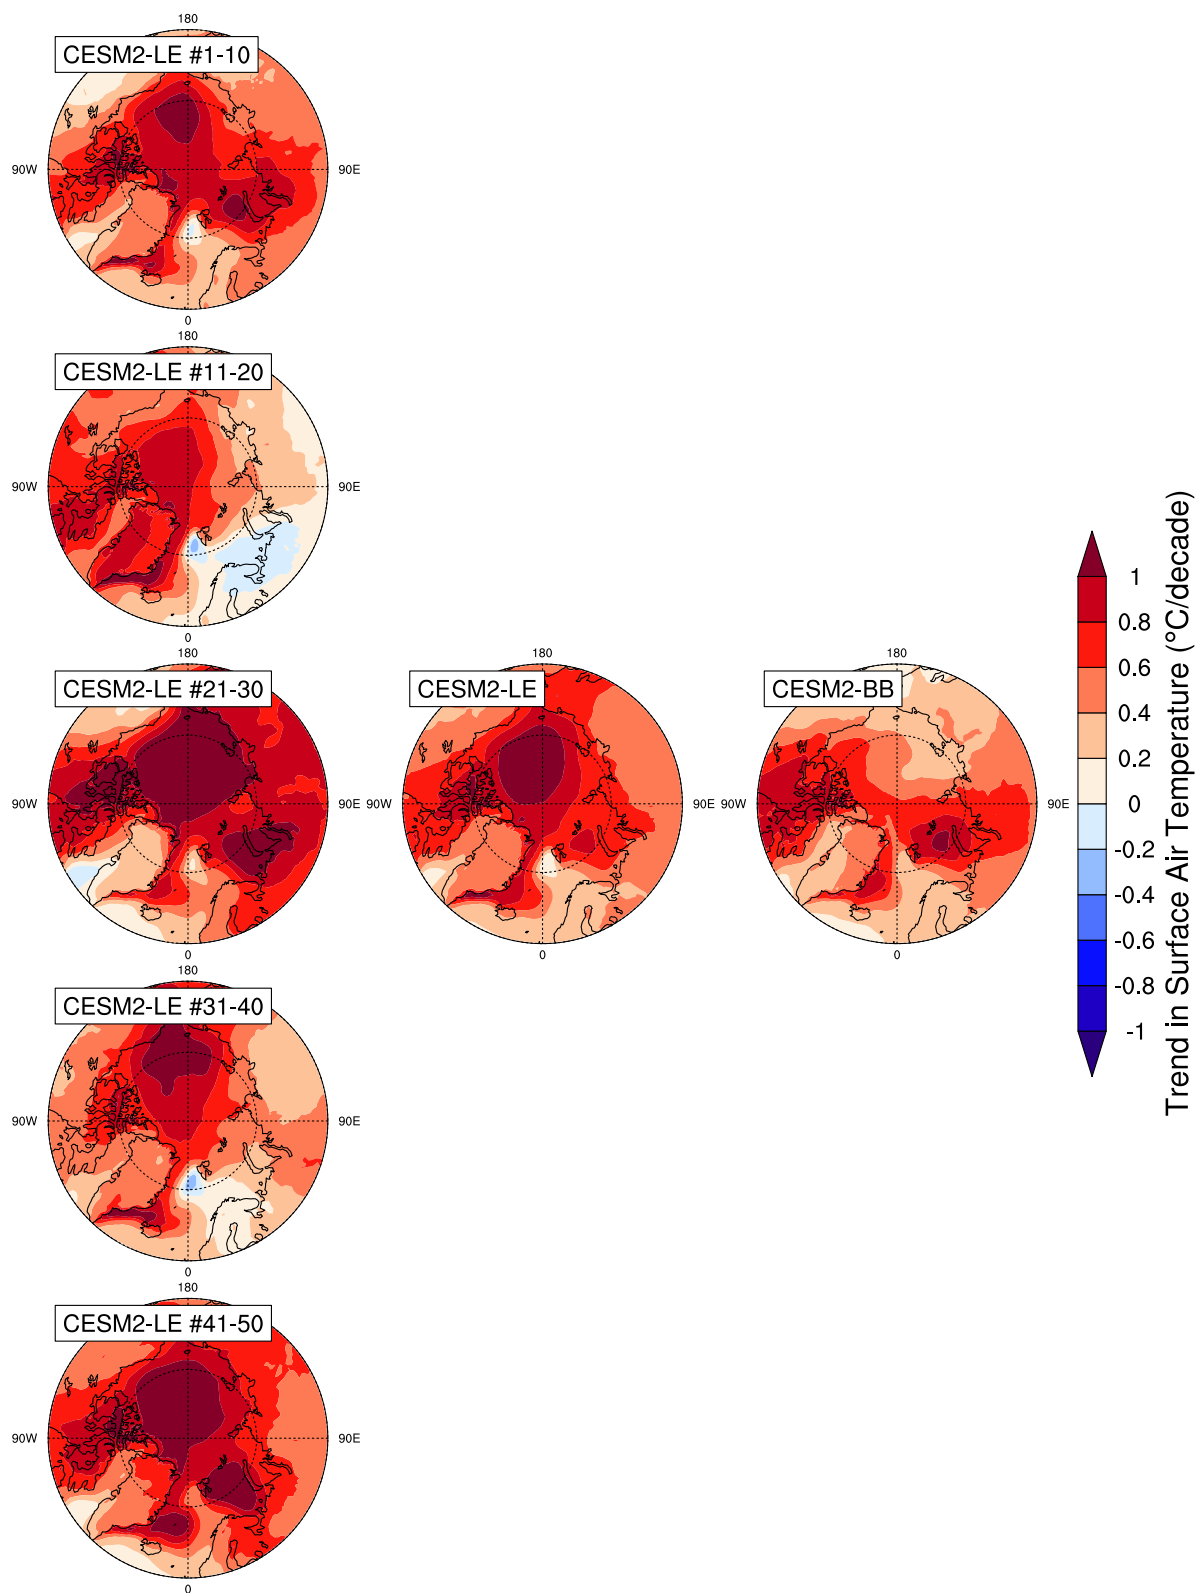 180
CESM2-LE #1-10
90W
90E
0
180
CESM2-LE #11-20
90W
90E
0
180
CESM2-LE #21-30
90W
90E
0
180
CESM2-LE
90W
90E
0
180
CESM2-BB
90E
0
180
CESM2-LE #31-40
90W
90E
0
180
CESM2-LE #41-50
90W
90E
0
1
0.8
0.6
0.4
0.2
0
-0.2
-0.4
-0.6
-0.8
-1
Trend in Surface Air Temperature (°C/decade)